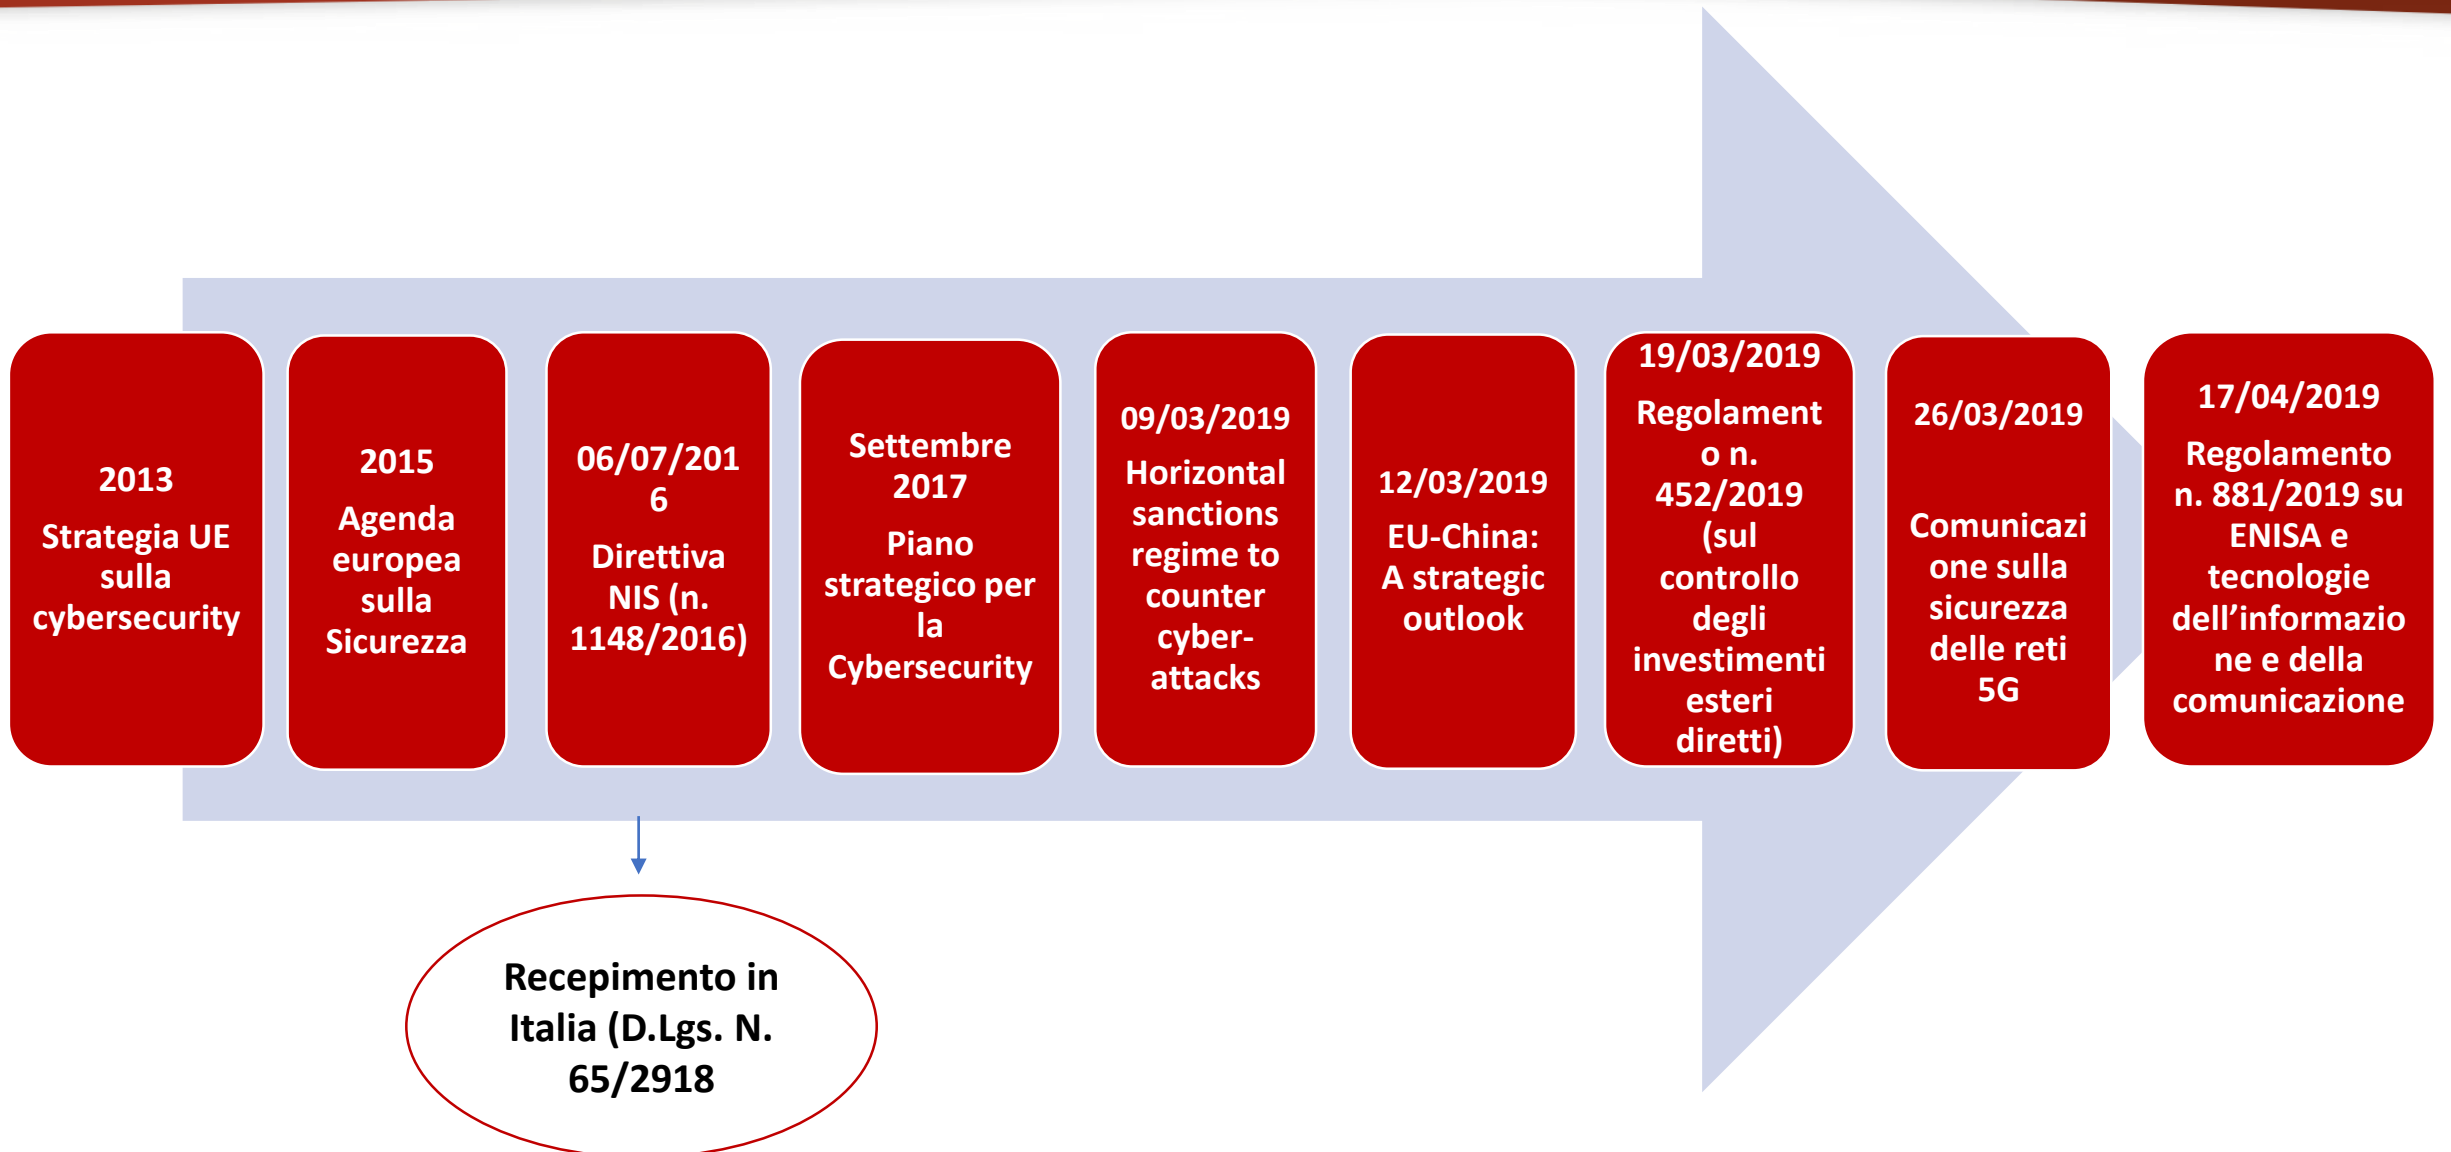 2013
Strategia UE
sulla
cybersecurity
2015
Agenda
europea
sulla
Sicurezza
06/07/201
6
Direttiva
NIS (n.
1148/2016)
Settembre
2017
Piano
strategico per
la
Cybersecurity
09/03/2019
Horizontal
sanctions
regime to
counter
cyber-
attacks
12/03/2019
EU-China:
A strategic
outlook
19/03/2019
Regolament
o n.
452/2019
(sul
controllo
degli
investimenti
esteri
diretti)
26/03/2019
Comunicazi
one sulla
sicurezza
delle reti
5G
17/04/2019
Regolamento
n. 881/2019 su
ENISA e
tecnologie
dell’informazio
ne e della
comunicazione
Recepimento in
Italia (D.Lgs. N.
65/2918